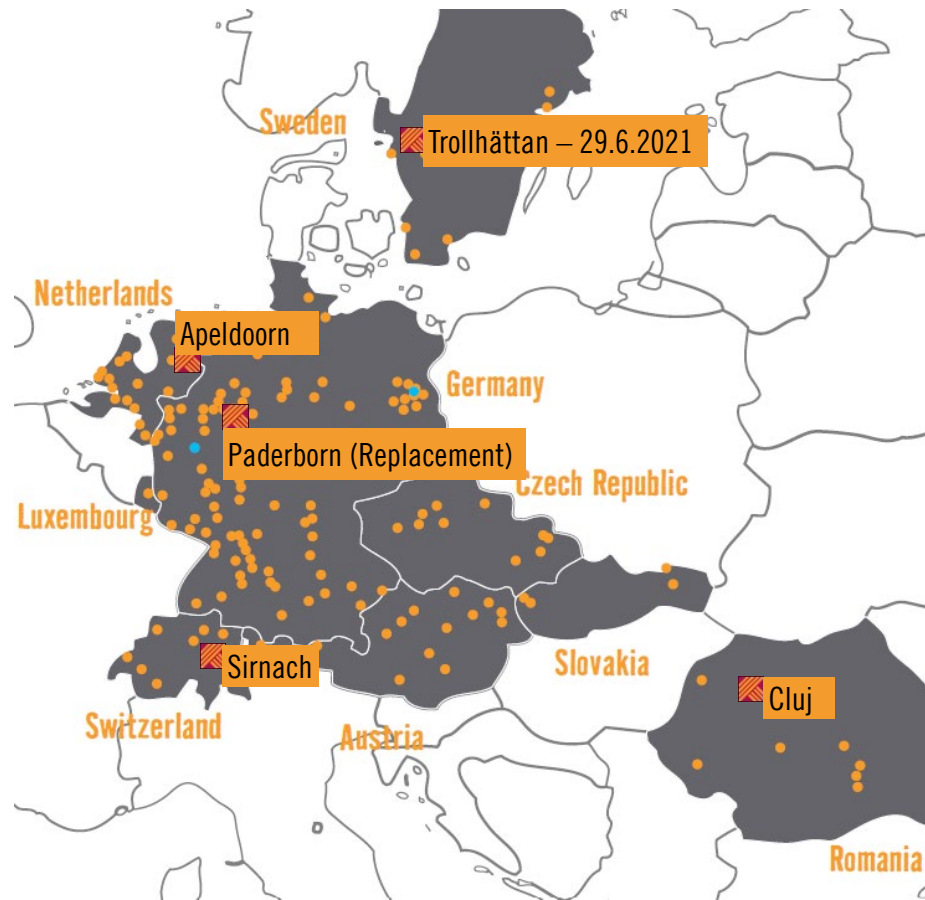 Sweden
Trollhättan – 29.6.2021
Netherlands
Apeldoorn
Germany
Paderborn (Replacement)
Czech Republic
Luxembourg
Slovakia
Sirnach
Cluj
Switzerland
Austria
Romania